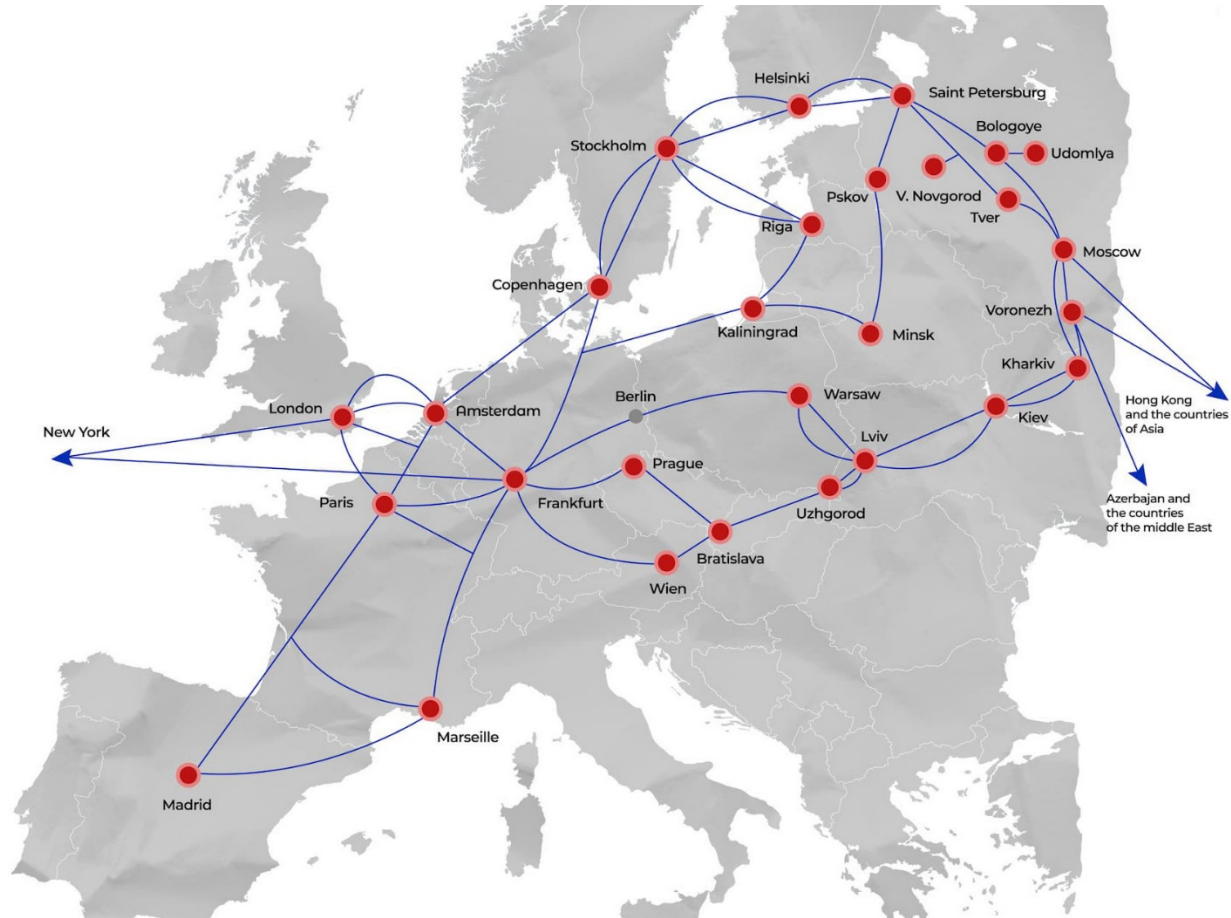 Helsinki
Saint Petersburg
Bologoye
Stockholm
Udomlya
Pskov
V. Novgorod
Tver
Riga
Moscow
Copenhagen
Voronezh
Kaliningrad
Minsk
Kharkiv
Berlin
Warsaw
London
Amsterdam
Hong Kong
and the countries
of Asia
Kiev
New York
Lviv
Prague
Paris
Frankfurt
Uzhgorod
Azerbajan and
the countries
of the middle East
Bratislava
Wien
Marseille
Madrid